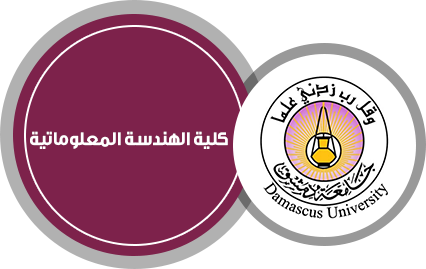 كلية الهندسة المعلوماتية
وقل رب زدني علما
جامعة دمشق
Damascus University